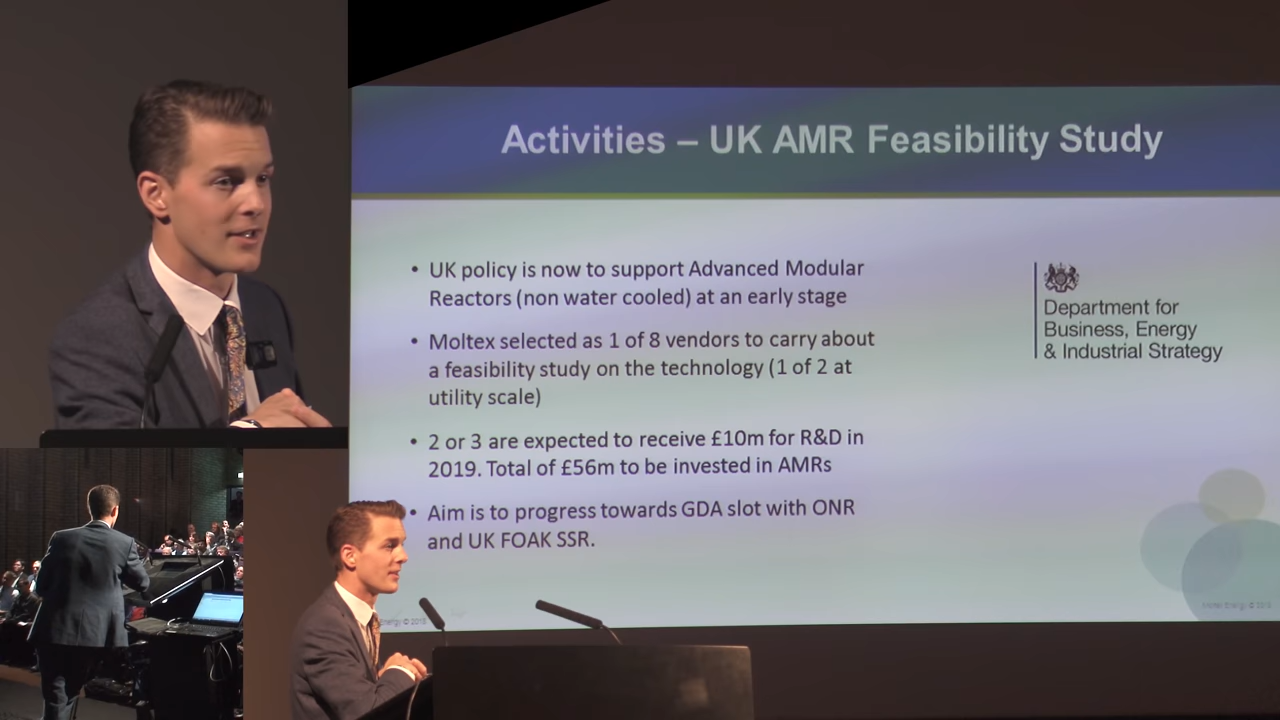 Activities – UK AMR Feasibility Study
• UK policy is now to support Advanced Modular
Reactors (non water cooled) at an early stage
• Moltex selected as 1 of 8 vendors to carry about
a feasibility study on the technology (1 of 2 at
utility scale)
• 2 or 3 are expected to receive £10m for R&D in
2019. Total of £56m to be invested in AMRs
• Aim is to progress towards GDA slot with ONR
and UK FOAK SSR.
Department for
Business, Energy
& Industrial Strategy
Energy ©
Moltex Energy ©